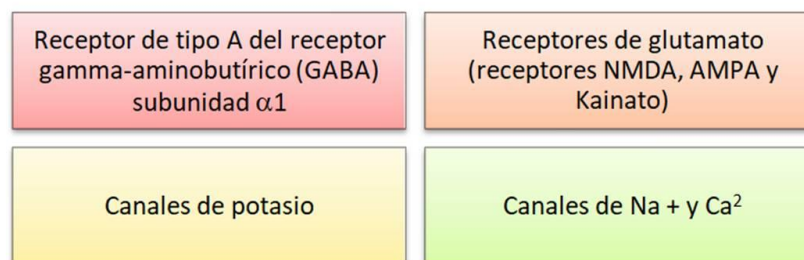 Receptor de tipo A del receptor
gamma-aminobutírico (GABA)
subunidad α1
Receptores de glutamato
(receptores NMDA, AMPA y
Kainato)
Canales de potasio
Canales de Na + y Ca²